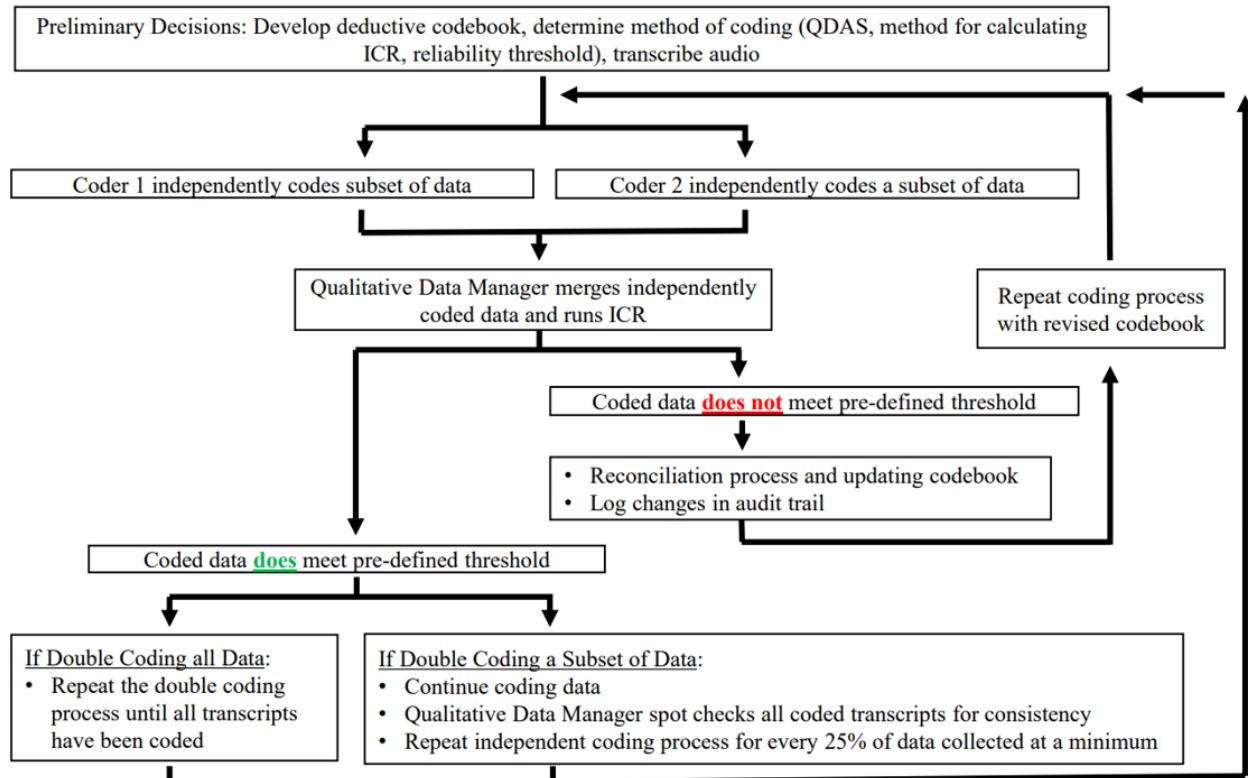 Preliminary Decisions: Develop deductive codebook, determine method of coding (QDAS, method for calculating
ICR, reliability threshold), transcribe audio
Coder 1 independently codes subset of data
Coder 2 independently codes a subset of data
Qualitative Data Manager merges independently
coded data and runs ICR
Repeat coding process
with revised codebook
Coded data does not meet pre-defined threshold
• Reconciliation process and updating codebook
• Log changes in audit trail
Coded data does meet pre-defined threshold
If Double Coding all Data:
• Repeat the double coding
process until all transcripts
have been coded
If Double Coding a Subset of Data:
• Continue coding data
• Qualitative Data Manager spot checks all coded transcripts for consistency
• Repeat independent coding process for every 25% of data collected at a minimum